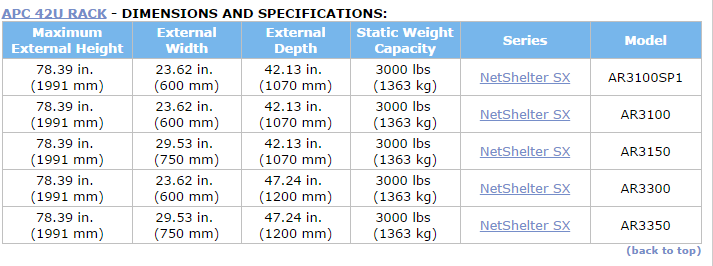 APC 42U RACK - DIMENSIONS AND SPECIFICATIONS:
Maximum External Height External Width External Depth Static Weight Capacity Series Model
78.39 in. 23.62 in. 42.13 in. 3000 lbs
(1991 mm) (600 mm) (1070 mm) (1363 kg) NetShelter SX AR3100SP1
78.39 in. 23.62 in. 42.13 in. 3000 lbs
(1991 mm) (600 mm) (1070 mm) (1363 kg) NetShelter SX AR3100
78.39 in. 29.53 in. 42.13 in. 3000 lbs
(1991 mm) (750 mm) (1070 mm) (1363 kg) NetShelter SX AR3150
78.39 in. 23.62 in. 47.24 in. 3000 lbs
(1991 mm) (600 mm) (1200 mm) (1363 kg) NetShelter SX AR3300
78.39 in. 29.53 in. 47.24 in. 3000 lbs
(1991 mm) (750 mm) (1200 mm) (1363 kg) NetShelter SX AR3350
(back to top)